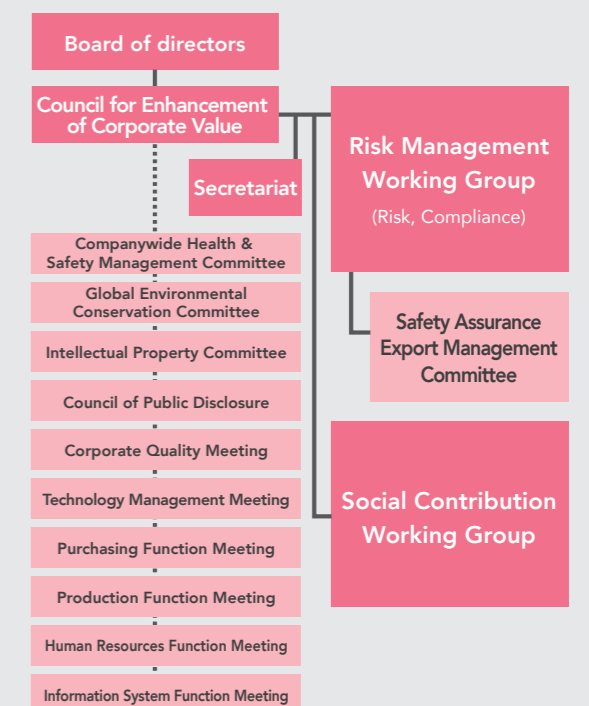 Board of directors
Council for Enhancement
of Corporate Value
Secretariat
Risk Management
Working Group
(Risk, Compliance)
Safety Assurance
Export Management
Committee
Social Contribution
Working Group
Companywide Health &
Safety Management Committee
Global Environmental
Conservation Committee
Intellectual Property Committee
Council of Public Disclosure
Corporate Quality Meeting
Technology Management Meeting
Purchasing Function Meeting
Production Function Meeting
Human Resources Function Meeting
Information System Function Meeting